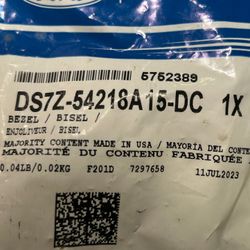 5752389
DS7Z-54218A15-DC 1X
BEZEL / BISEL /
ENJOLIVEUR / BISEL
MAJORITY CONTENT MADE IN USA / MAYORÍA DEL CONTE
MAJORITÉ DU CONTENU FABRIQUÉE
0.04LB/0.02KG F201D 7297658 11JUL2023